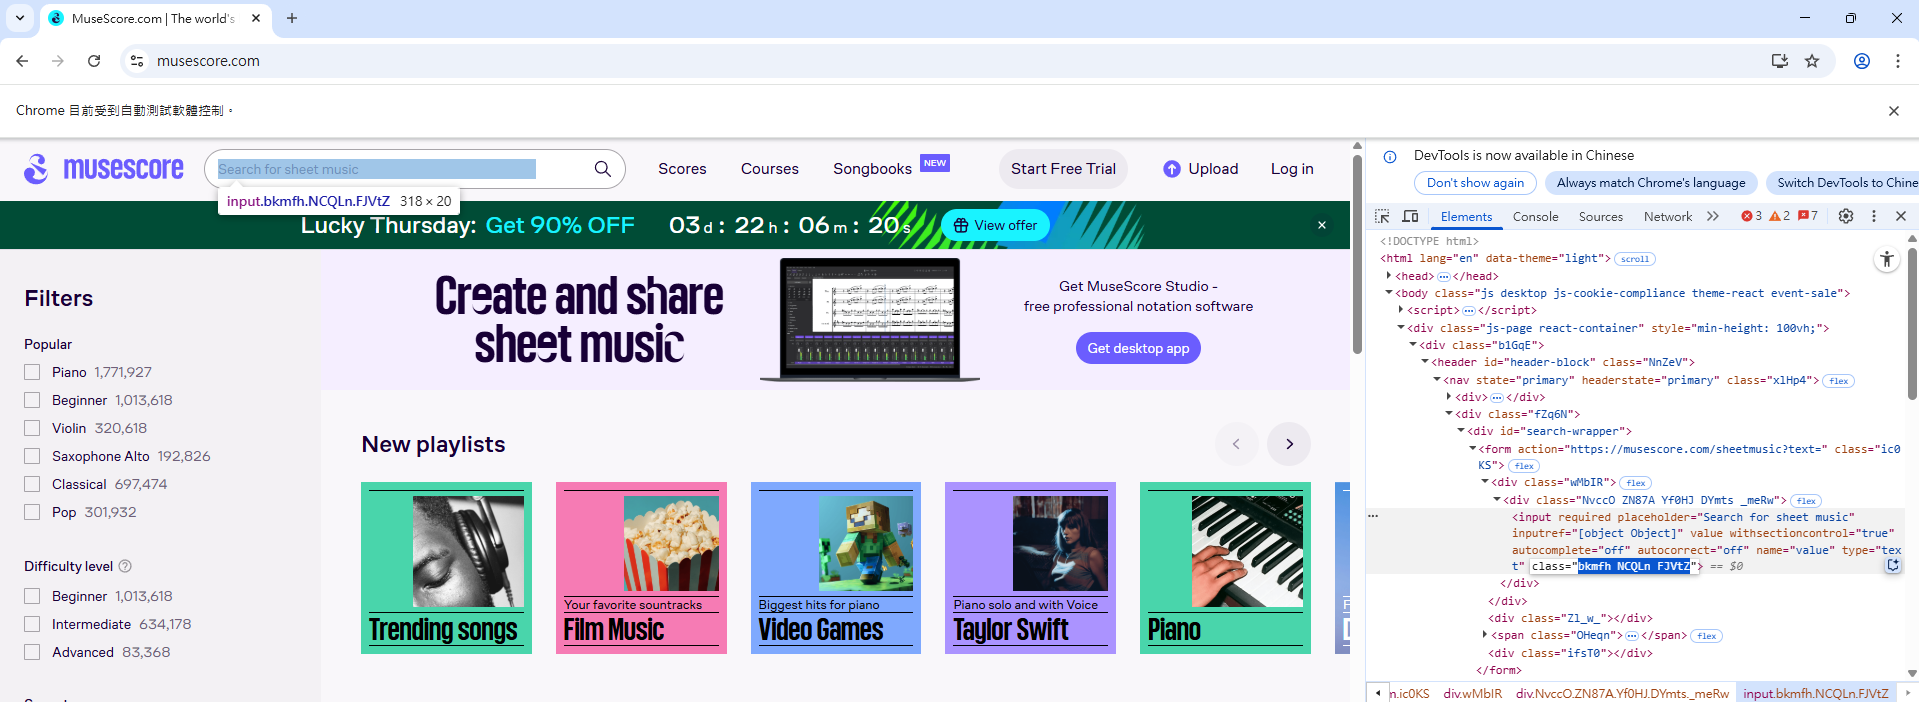 MuseScore.com | The world's
musescore.com
Chrome 目前受到自動測試軟體控制。
musescore
Search for sheet music
Scores
Courses
Songbooks
NEW
Start Free Trial
Upload
Log in
input.bkmfh.NCQLn.FJVtZ 318 × 20
Lucky Thursday: Get 90% OFF 03 d : 22 h : 06 m : 20 s
View offer
Filters
Popular
Piano 1,771,927
Beginner 1,013,618
Violin 320,618
Saxophone Alto 192,826
Classical 697,474
Pop 301,932
Difficulty level
Beginner 1,013,618
Intermediate 634,178
Advanced 83,368
Create and share
sheet music
Get MuseScore Studio -
free professional notation software
Get desktop app
New playlists
Trending songs
Your favorite sountracks
Film Music
Biggest hits for piano
Video Games
Piano solo and with Voice
Taylor Swift
Piano
DevTools is now available in Chinese
Don't show again
Always match Chrome's language
Switch DevTools to Chine
Elements
Console
Sources
Network
3
2
7
<!DOCTYPE html>
<html lang="en" data-theme="light"> scroll
<head> … </head>
<body class="js desktop js-cookie-compliance theme-react event-sale">
<script> … </script>
<div class="js-page react-container" style="min-height: 100vh;">
<div class="b1GqE">
<header id="header-block" class="NnZeV">
<nav state="primary" headerstate="primary" class="xlHp4"> flex
<div> … </div>
<div class="fZq6N">
<div id="search-wrapper">
<form action="https://musescore.com/sheetmusic?text=" class="ic0
KS"> flex
<div class="wMbIR"> flex
<div class="NvccO ZN87A Yf0HJ DYmts _meRw"> flex
<input required placeholder="Search for sheet music"
inputref="[object Object]" value withsectioncontrol="true"
autocomplete="off" autocorrect="off" name="value" type="tex
t" class="bkmfh NCQLn FJVtZ"> == $0
</div>
</div>
<div class="Zl_w_"></div>
<span class="OHeqn"> … </span> flex
<div class="ifsT0"></div>
</form>
m.ic0KS div.wMbIR div.NvccO.ZN87A.Yf0HJ.DYmts._meRw input.bkmfh.NCQLn.FJVtZ